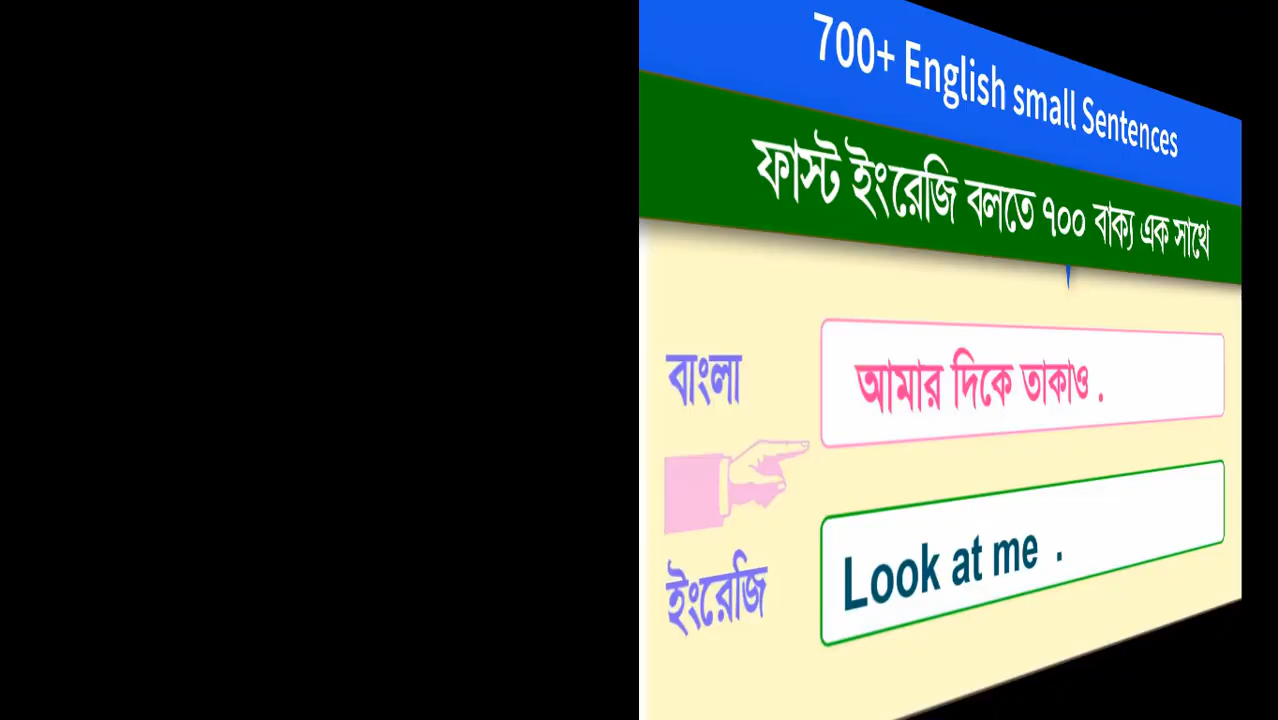 700+ English small Sentences
ফাস্ট ইংরেজি বলতে ৭০০ বাক্য এক সাথে
বাংলা
আমার দিকে তাকাও .
ইংরেজি
Look at me .